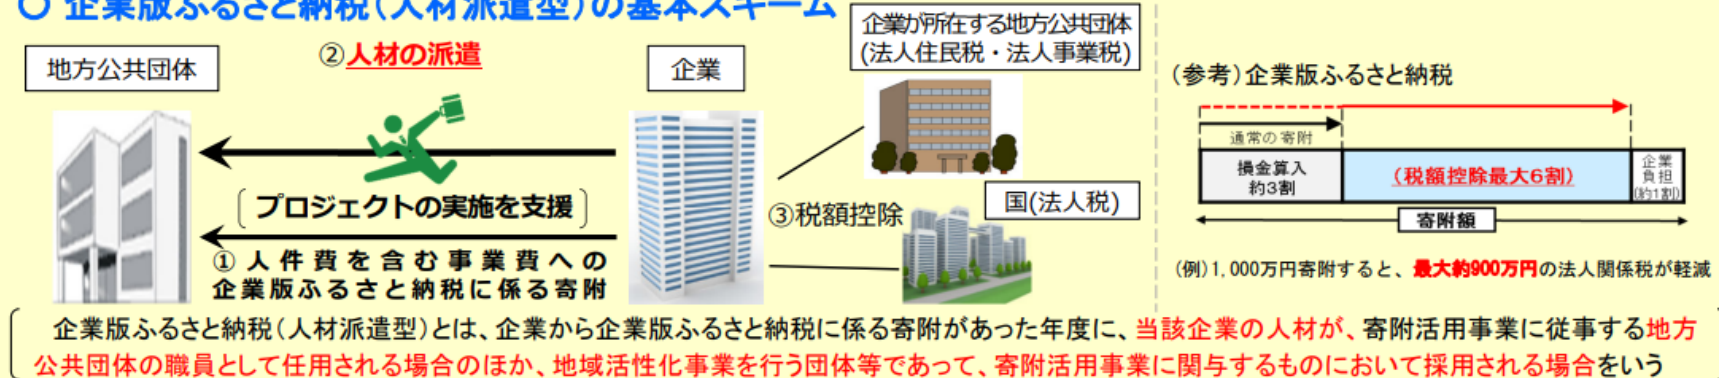 ○ 企業版ふるさと納税(人材派遣型)の基本スキーム
地方公共団体
②人材の派遣
企業
企業が所在する地方公共団体
(法人住民税・法人事業税)
プロジェクトの実施を支援
①人件費を含む事業費への
企業版ふるさと納税に係る寄附
③税額控除
国(法人税)
(参考)企業版ふるさと納税
通常の寄附
損金算入
約3割
(税額控除最大6割)
企業
負担
(約1割)
寄附額
(例)1,000万円寄附すると、最大約900万円の法人関係税が軽減
企業版ふるさと納税(人材派遣型)とは、企業から企業版ふるさと納税に係る寄附があった年度に、当該企業の人材が、寄附活用事業に従事する地方
公共団体の職員として任用される場合のほか、地域活性化事業を行う団体等であって、寄附活用事業に関与するものにおいて採用される場合をいう